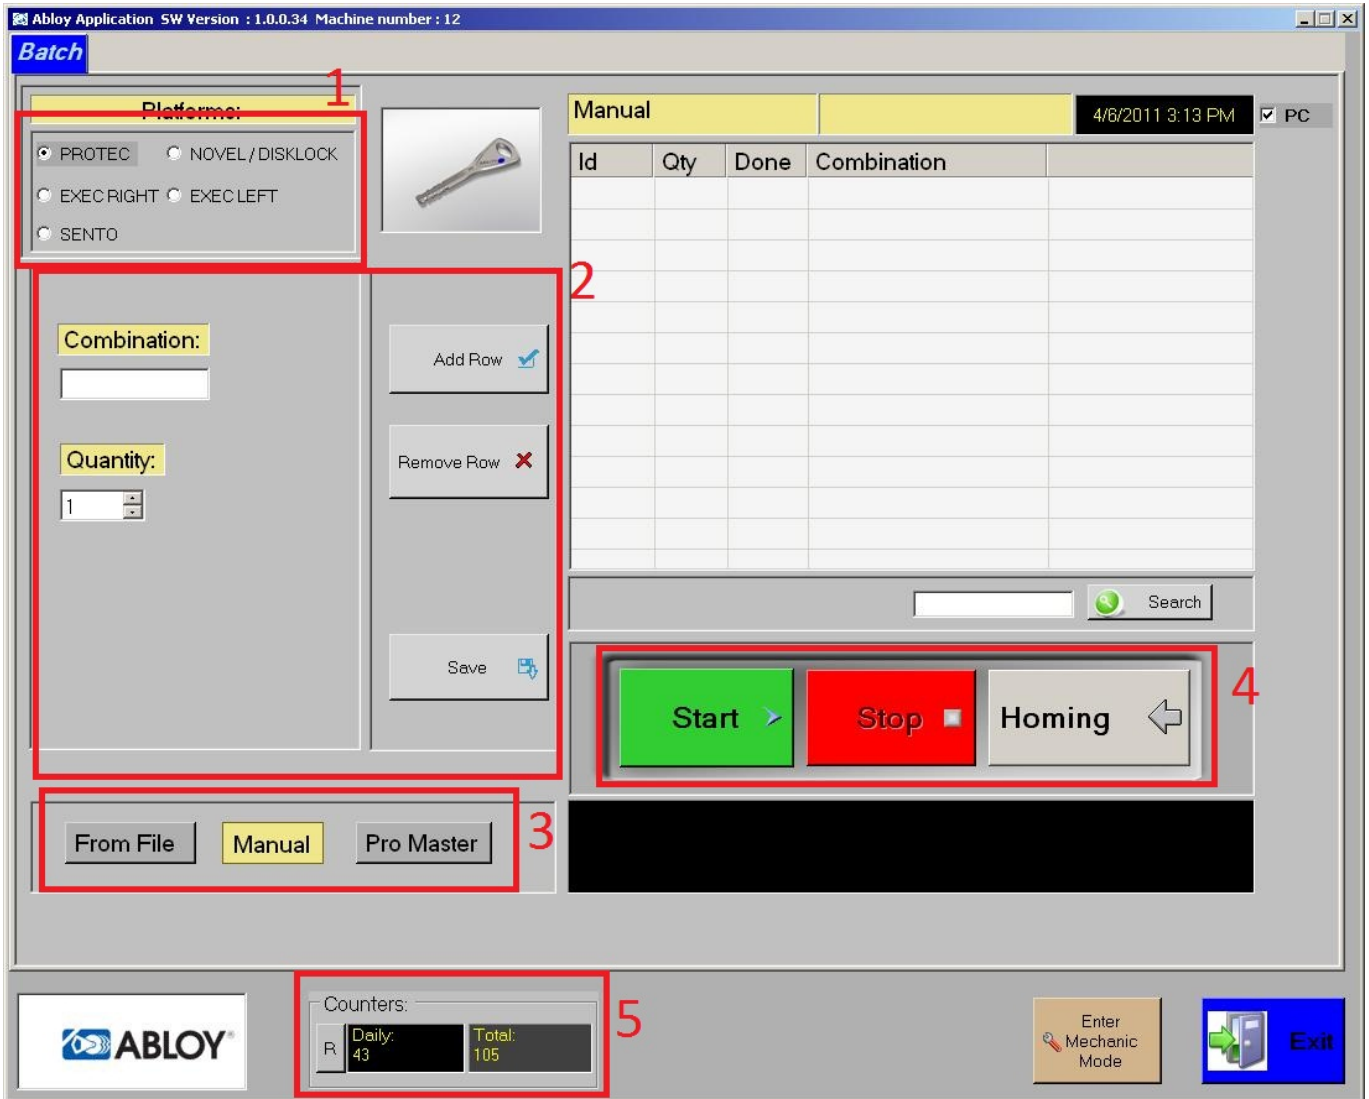 Abloy Application SW Version : 1.0.0.34 Machine number : 12
Batch
1
Platforms:
PROTEC NOVEL / DISKLOCK
EXEC RIGHT EXEC LEFT
SENTO
Manual
4/6/2011 3:13 PM
PC
Id Qty Done Combination
2
Combination:
Add Row
Remove Row
Quantity:
1
Save
Search
Start
Stop
Homing
4
From File
Manual
Pro Master
3
ABLOY®
Counters:
R
Daily:
43
Total:
105
5
Enter
Mechanic
Mode
Exit